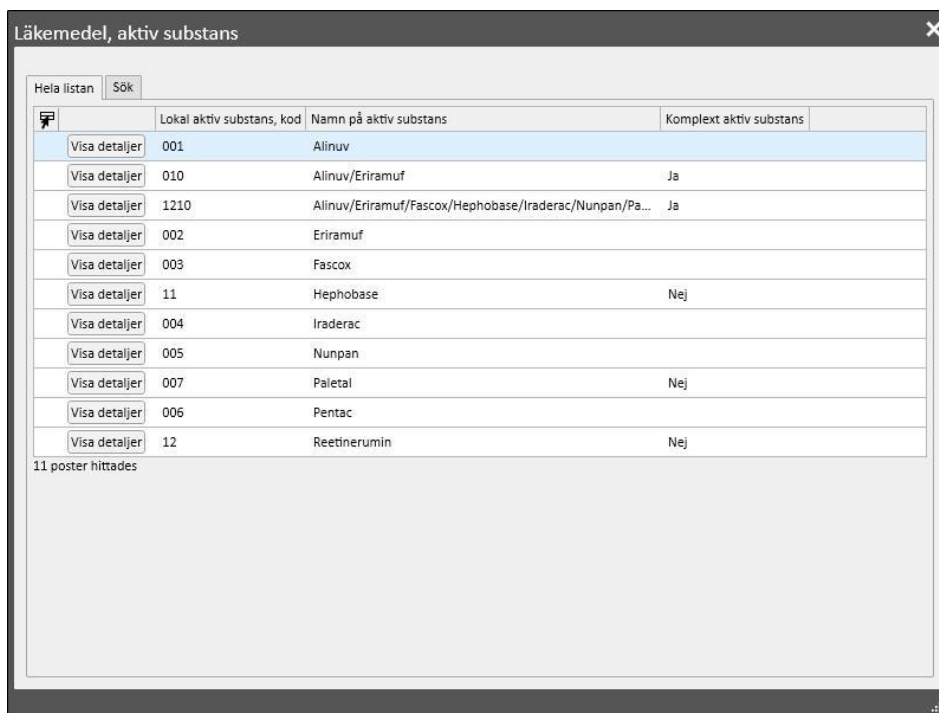 Läkemedel, aktiv substans
Hela listan Sök
Lokal aktiv substans, kod Namn på aktiv substans Komplext aktiv substans
Visa detaljer 001 Alinuv
Visa detaljer 010 Alinuv/Eriramuf Ja
Visa detaljer 1210 Alinuv/Eriramuf/Fascox/Hephobase/Iraderac/Nunpan/Pa... Ja
Visa detaljer 002 Eriramuf
Visa detaljer 003 Fascox
Visa detaljer 11 Hephobase Nej
Visa detaljer 004 Iraderac
Visa detaljer 005 Nunpan
Visa detaljer 007 Paletal Nej
Visa detaljer 006 Pentac
Visa detaljer 12 Reetinerumin Nej
11 poster hittades